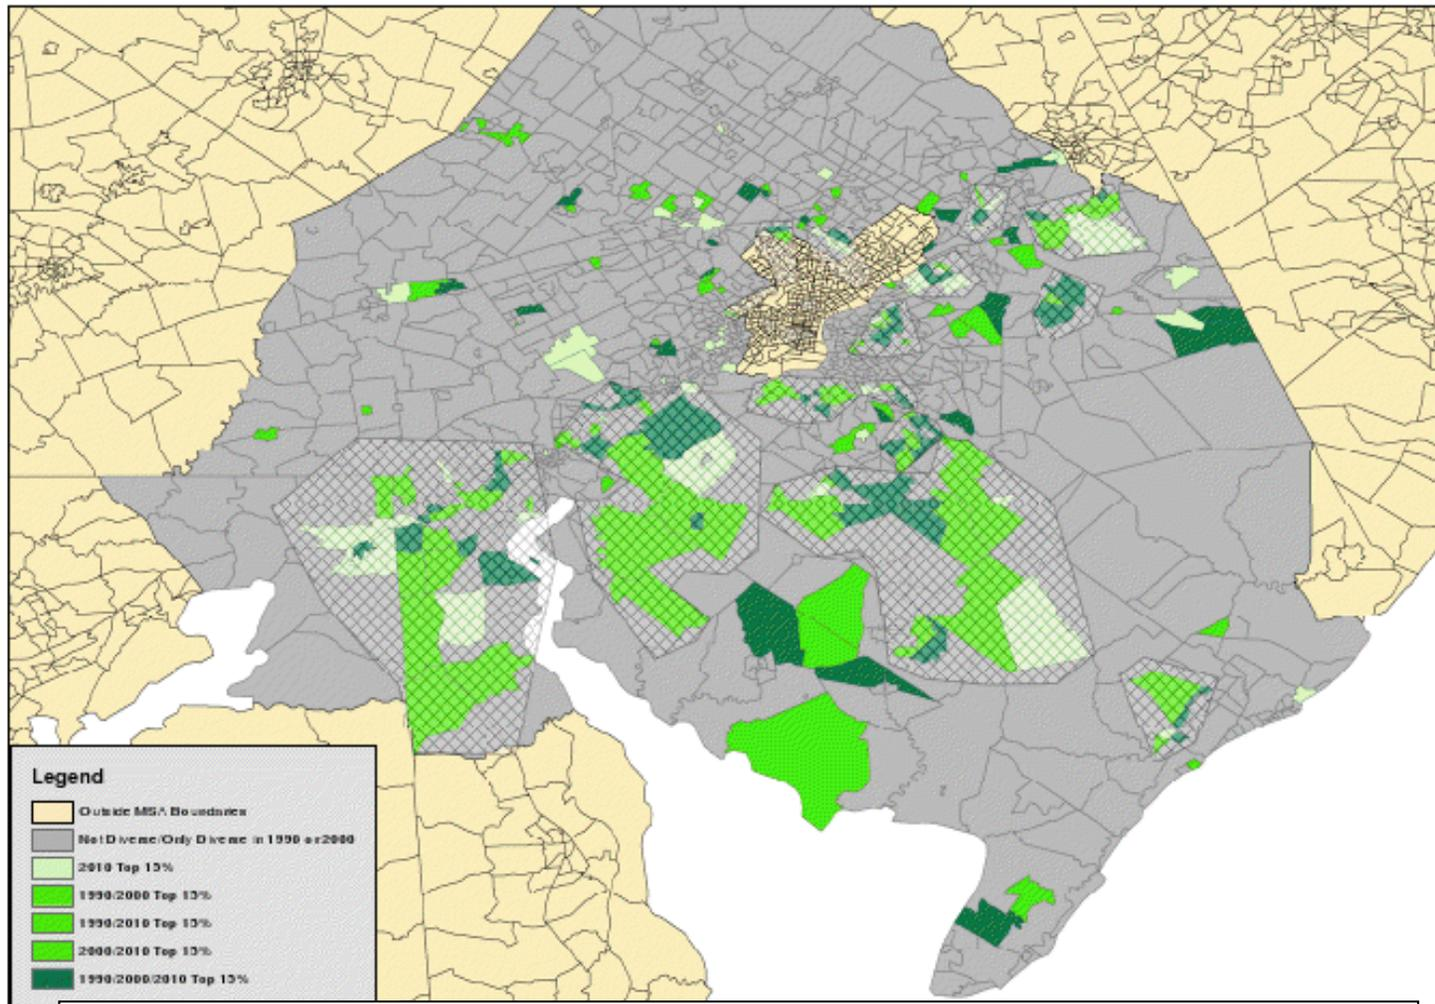 Legend
Outside MSA Boundaries
Not Diverse/Only Diverse in 1990 or 2000
2010 Top 15%
1990/2000 Top 15%
1990/2010 Top 15%
2000/2010 Top 15%
1990/2000/2010 Top 15%